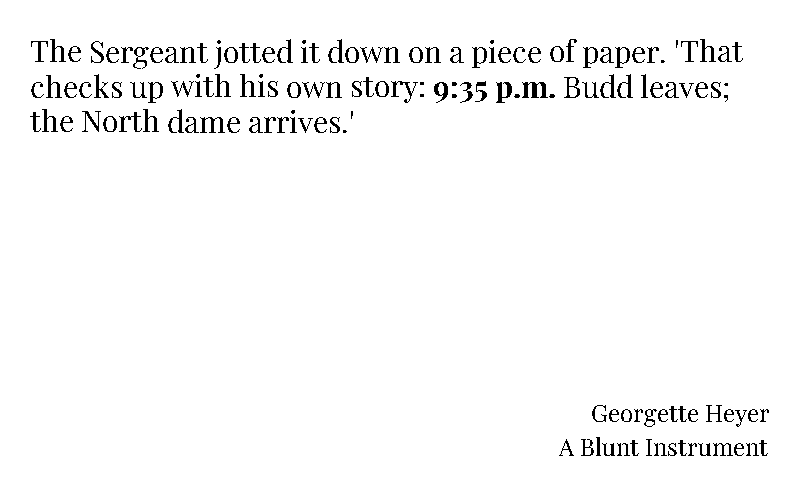 The Sergeant jotted it down on a piece of paper. 'That
checks up with his own story: 9:35 p.m. Budd leaves;
the North dame arrives.'
Georgette Heyer
A Blunt Instrument